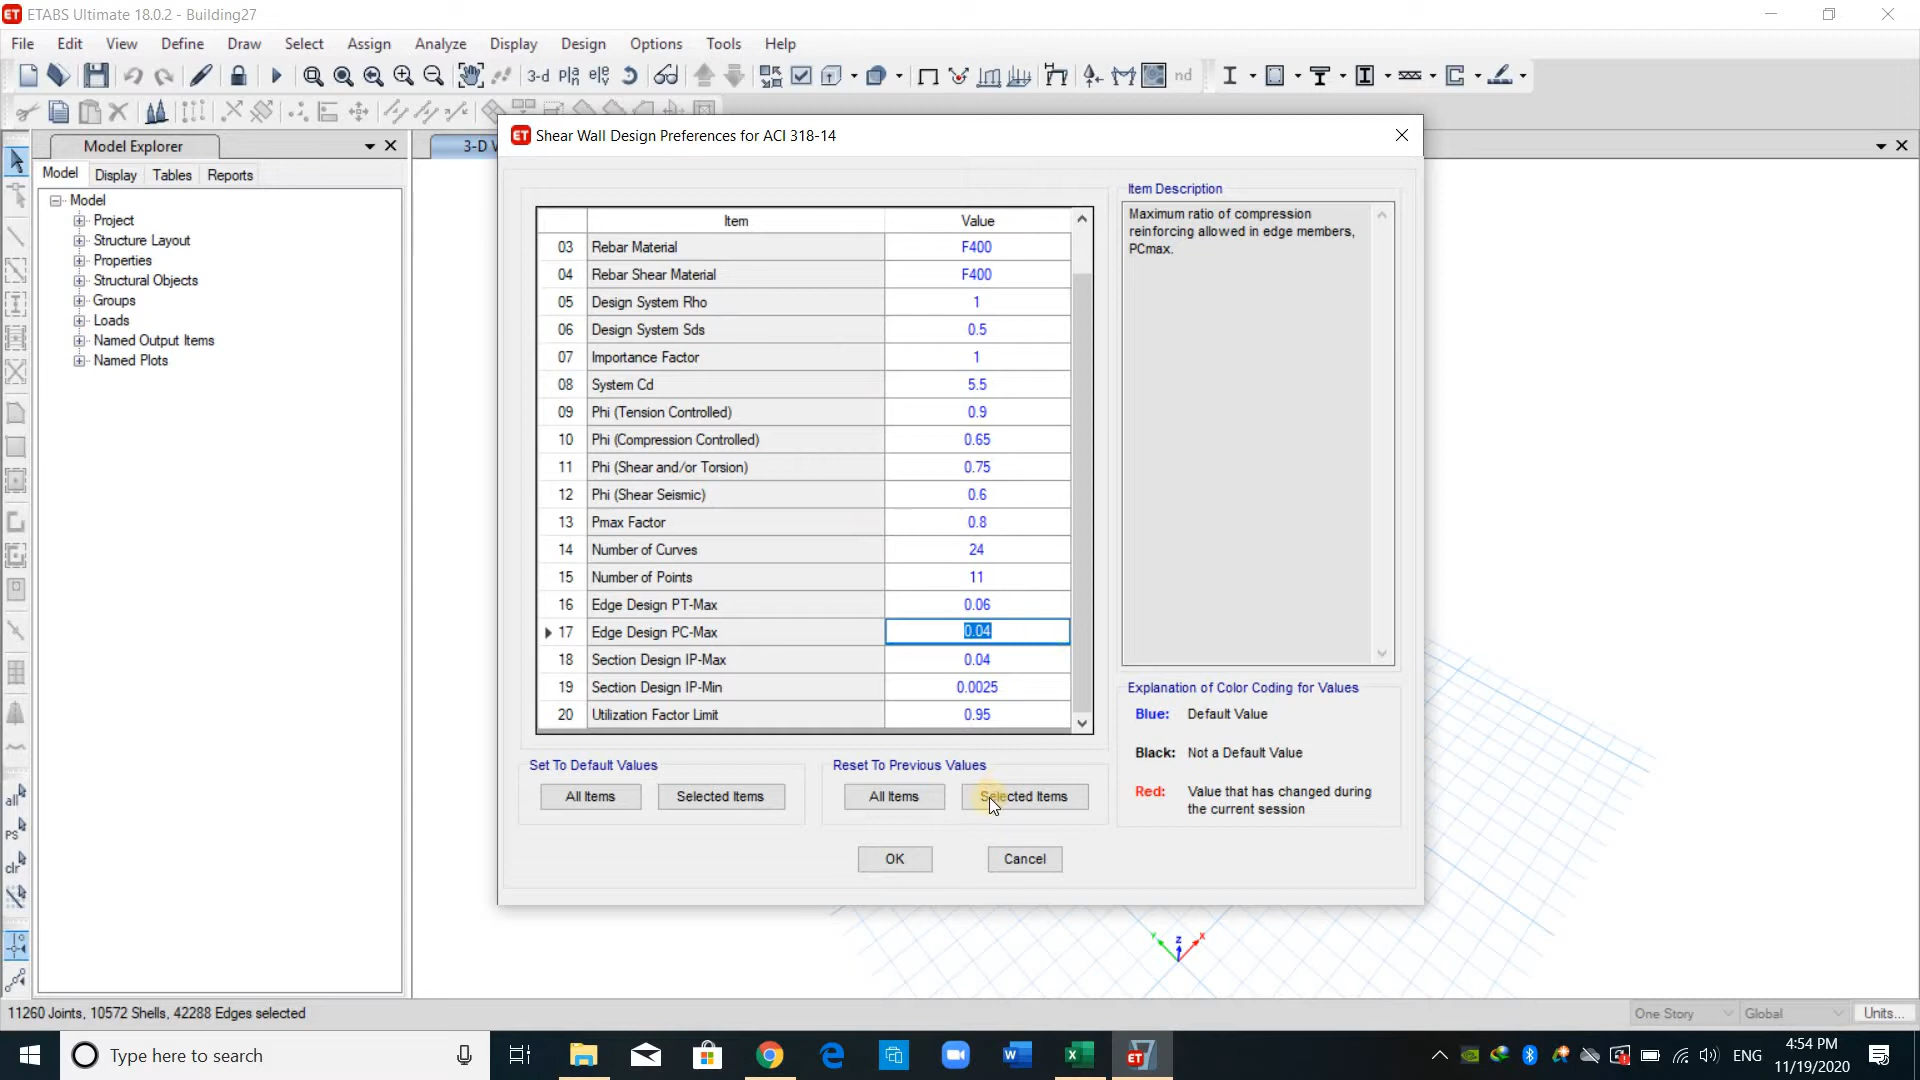 ETABS Ultimate 18.0.2 - Building27
File Edit View Define Draw Select Assign Analyze Display Design Options Tools Help
3-d
nd
Model Explorer
3-D V
Model Display Tables Reports
Model
Project
Structure Layout
Properties
Structural Objects
Groups
Loads
Named Output Items
Named Plots
all
PS
clr
ET Shear Wall Design Preferences for ACI 318-14
Item Value
03 Rebar Material F400
04 Rebar Shear Material F400
05 Design System Rho 1
06 Design System Sds 0.5
07 Importance Factor 1
08 System Cd 5.5
09 Phi (Tension Controlled) 0.9
10 Phi (Compression Controlled) 0.65
11 Phi (Shear and/or Torsion) 0.75
12 Phi (Shear Seismic) 0.6
13 Pmax Factor 0.8
14 Number of Curves 24
15 Number of Points 11
16 Edge Design PT-Max 0.06
17 Edge Design PC-Max 0.04
18 Section Design IP-Max 0.04
19 Section Design IP-Min 0.0025
20 Utilization Factor Limit 0.95
Item Description
Maximum ratio of compression
reinforcing allowed in edge members,
PCmax.
Explanation of Color Coding for Values
Blue: Default Value
Black: Not a Default Value
Red: Value that has changed during
the current session
Set To Default Values
All Items Selected Items
Reset To Previous Values
All Items Selected Items
OK Cancel
Y Z X
11260 Joints, 10572 Shells, 42288 Edges selected
One Story Global Units...
Type here to search
ET
ENG
4:54 PM
11/19/2020